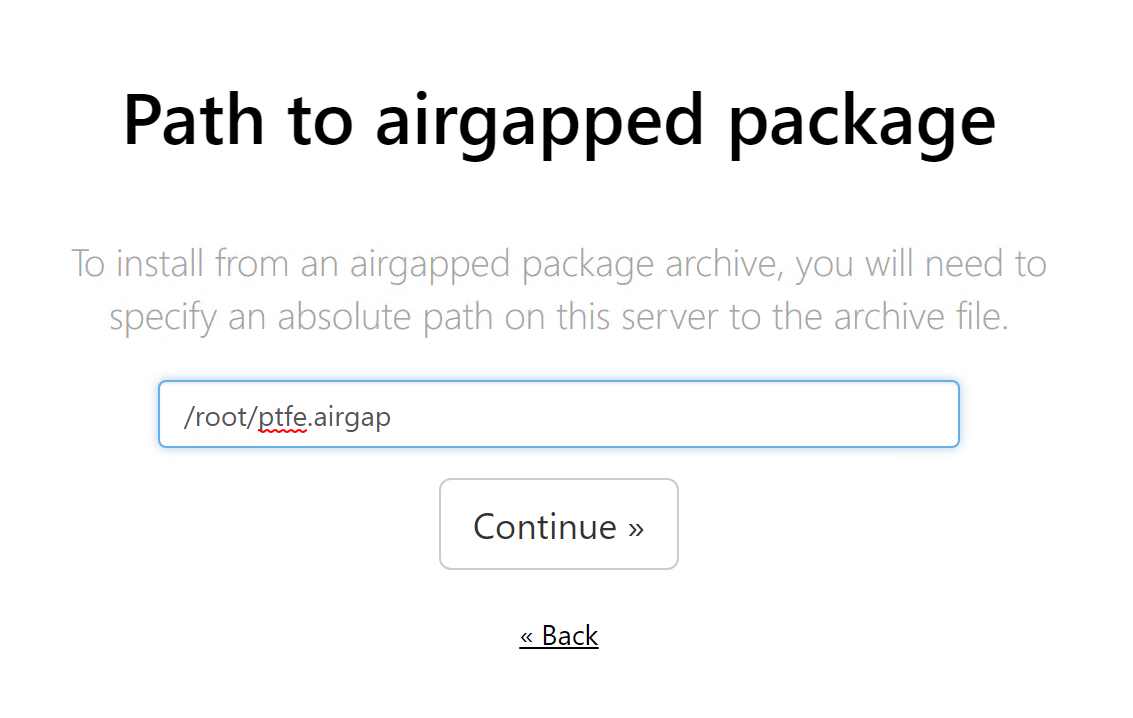 Path to airgapped package
To install from an airgapped package archive, you will need to
specify an absolute path on this server to the archive file.
/root/ptfe.airgap
Continue »
« Back